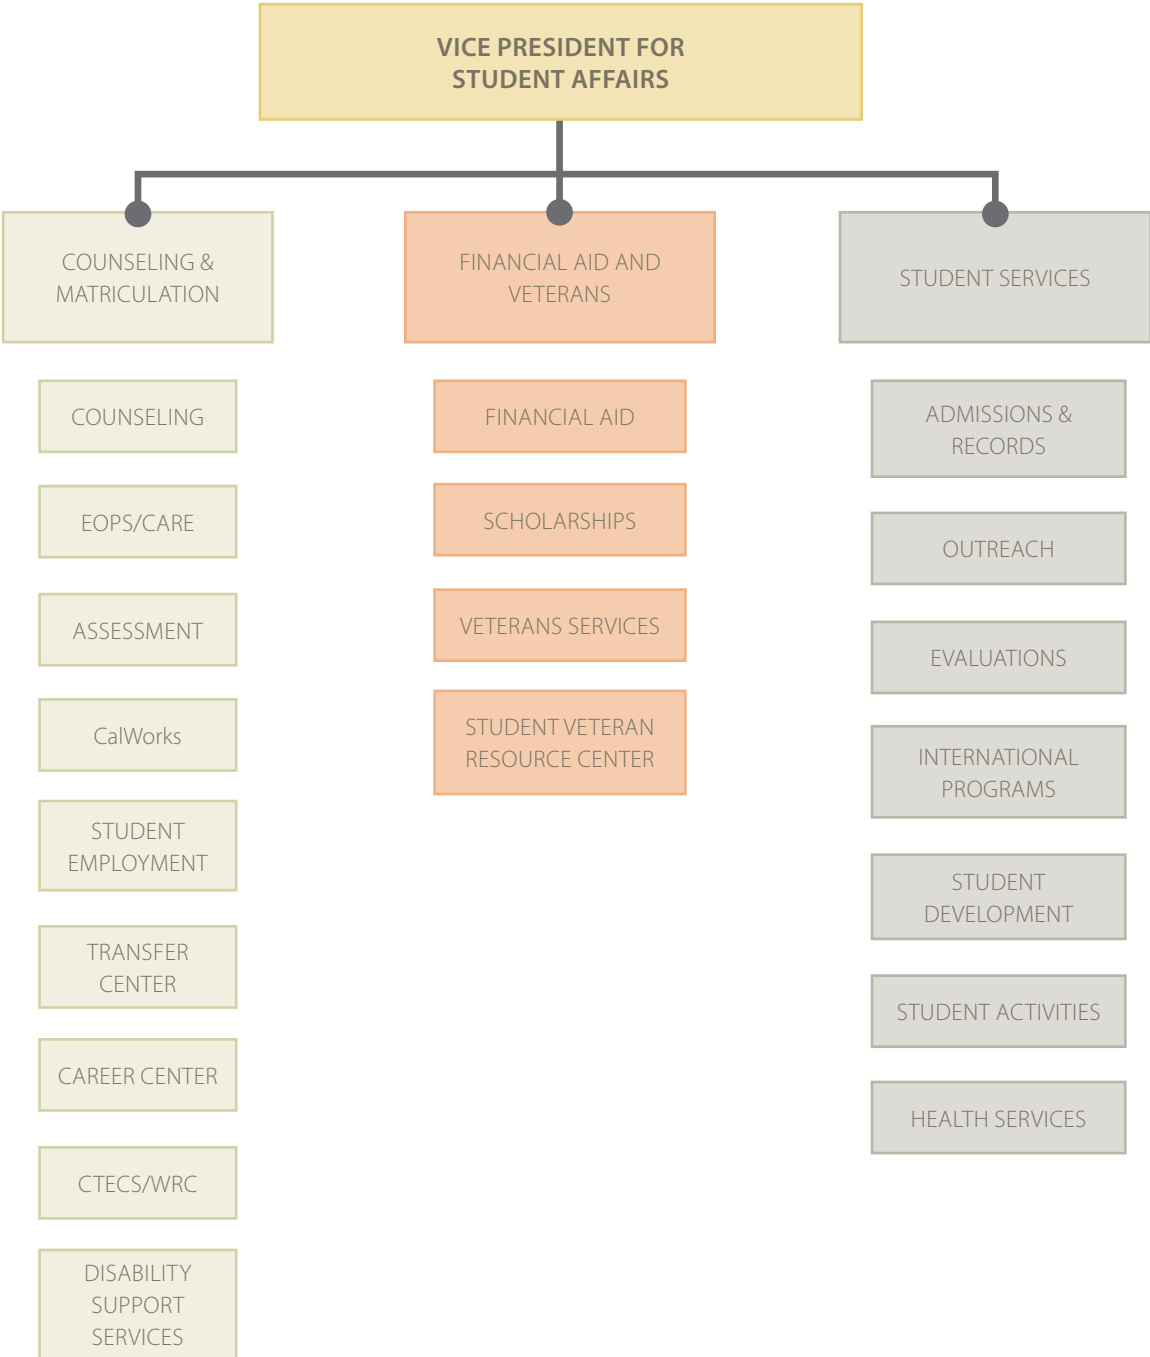 VICE PRESIDENT FOR
STUDENT AFFAIRS
COUNSELING &
MATRICULATION
COUNSELING
EOPS/CARE
ASSESSMENT
CalWorks
STUDENT
EMPLOYMENT
TRANSFER
CENTER
CAREER CENTER
CTECS/WRC
DISABILITY
SUPPORT
SERVICES
FINANCIAL AID AND
VETERANS
FINANCIAL AID
SCHOLARSHIPS
VETERANS SERVICES
STUDENT VETERAN
RESOURCE CENTER
STUDENT SERVICES
ADMISSIONS &
RECORDS
OUTREACH
EVALUATIONS
INTERNATIONAL
PROGRAMS
STUDENT
DEVELOPMENT
STUDENT ACTIVITIES
HEALTH SERVICES